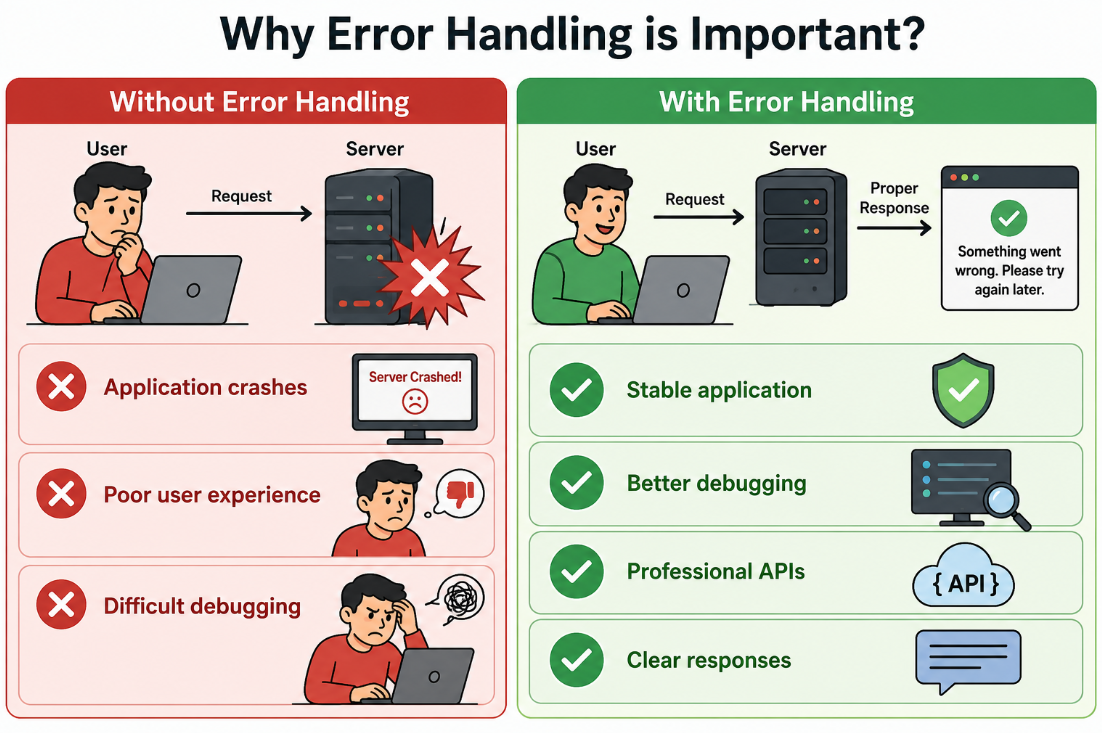 Why Error Handling is Important?
Without Error Handling
User
Server
Request
Application crashes
Server Crashed!
Poor user experience
Difficult debugging
With Error Handling
User
Server
Request
Proper
Response
Something went
wrong. Please try
again later.
Stable application
Better debugging
Professional APIs
{ API }
Clear responses